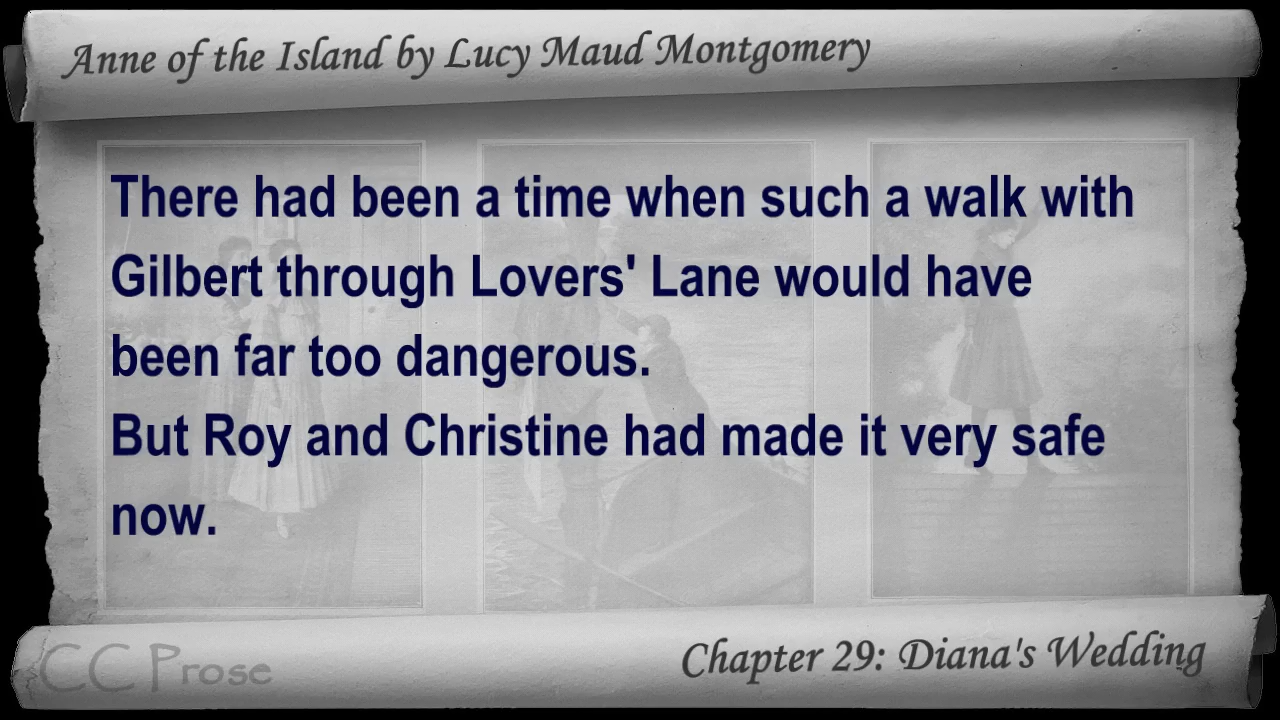 Anne of the Island by Lucy Maud Montgomery
There had been a time when such a walk with
Gilbert through Lovers' Lane would have
been far too dangerous.
But Roy and Christine had made it very safe
now.
CC Prose
Chapter 29: Diana's Wedding